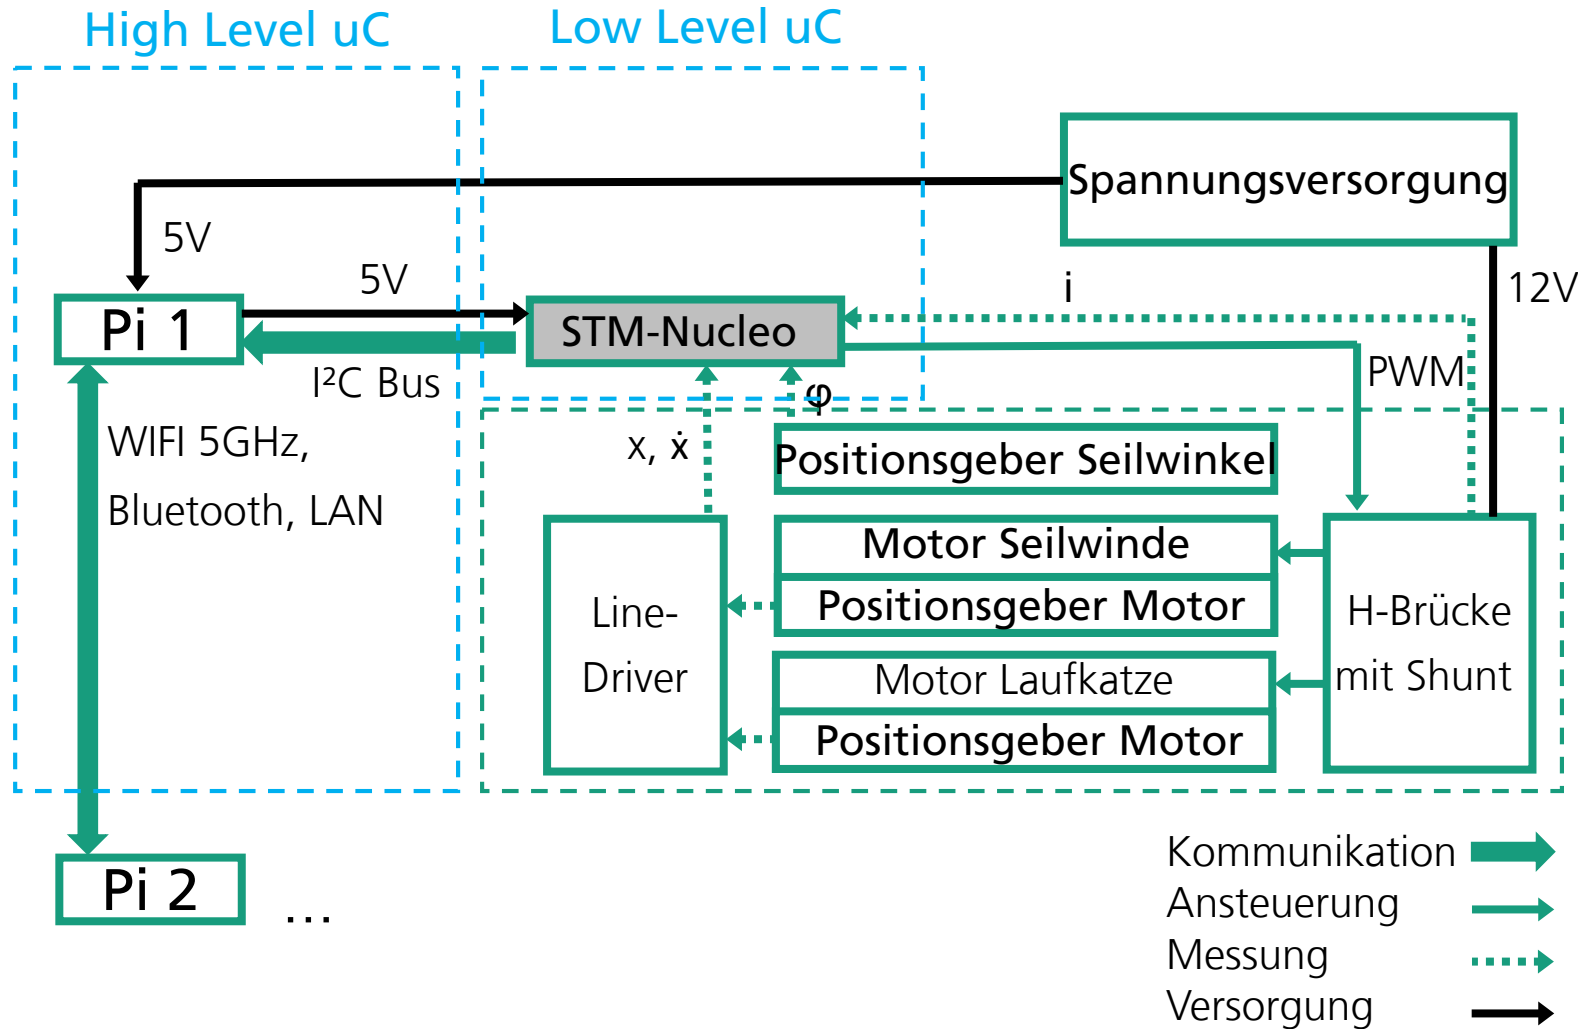 High Level uC
Low Level uC
Spannungsversorgung
5V
5V
i
12V
Pi 1
STM-Nucleo
I²C Bus
PWM
φ
WIFI 5GHz,
Bluetooth, LAN
x, ẋ
Positionsgeber Seilwinkel
Motor Seilwinde
Positionsgeber Motor
Line-
Driver
H-Brücke
mit Shunt
Motor Laufkatze
Positionsgeber Motor
Pi 2
...
Kommunikation
Ansteuerung
Messung
Versorgung